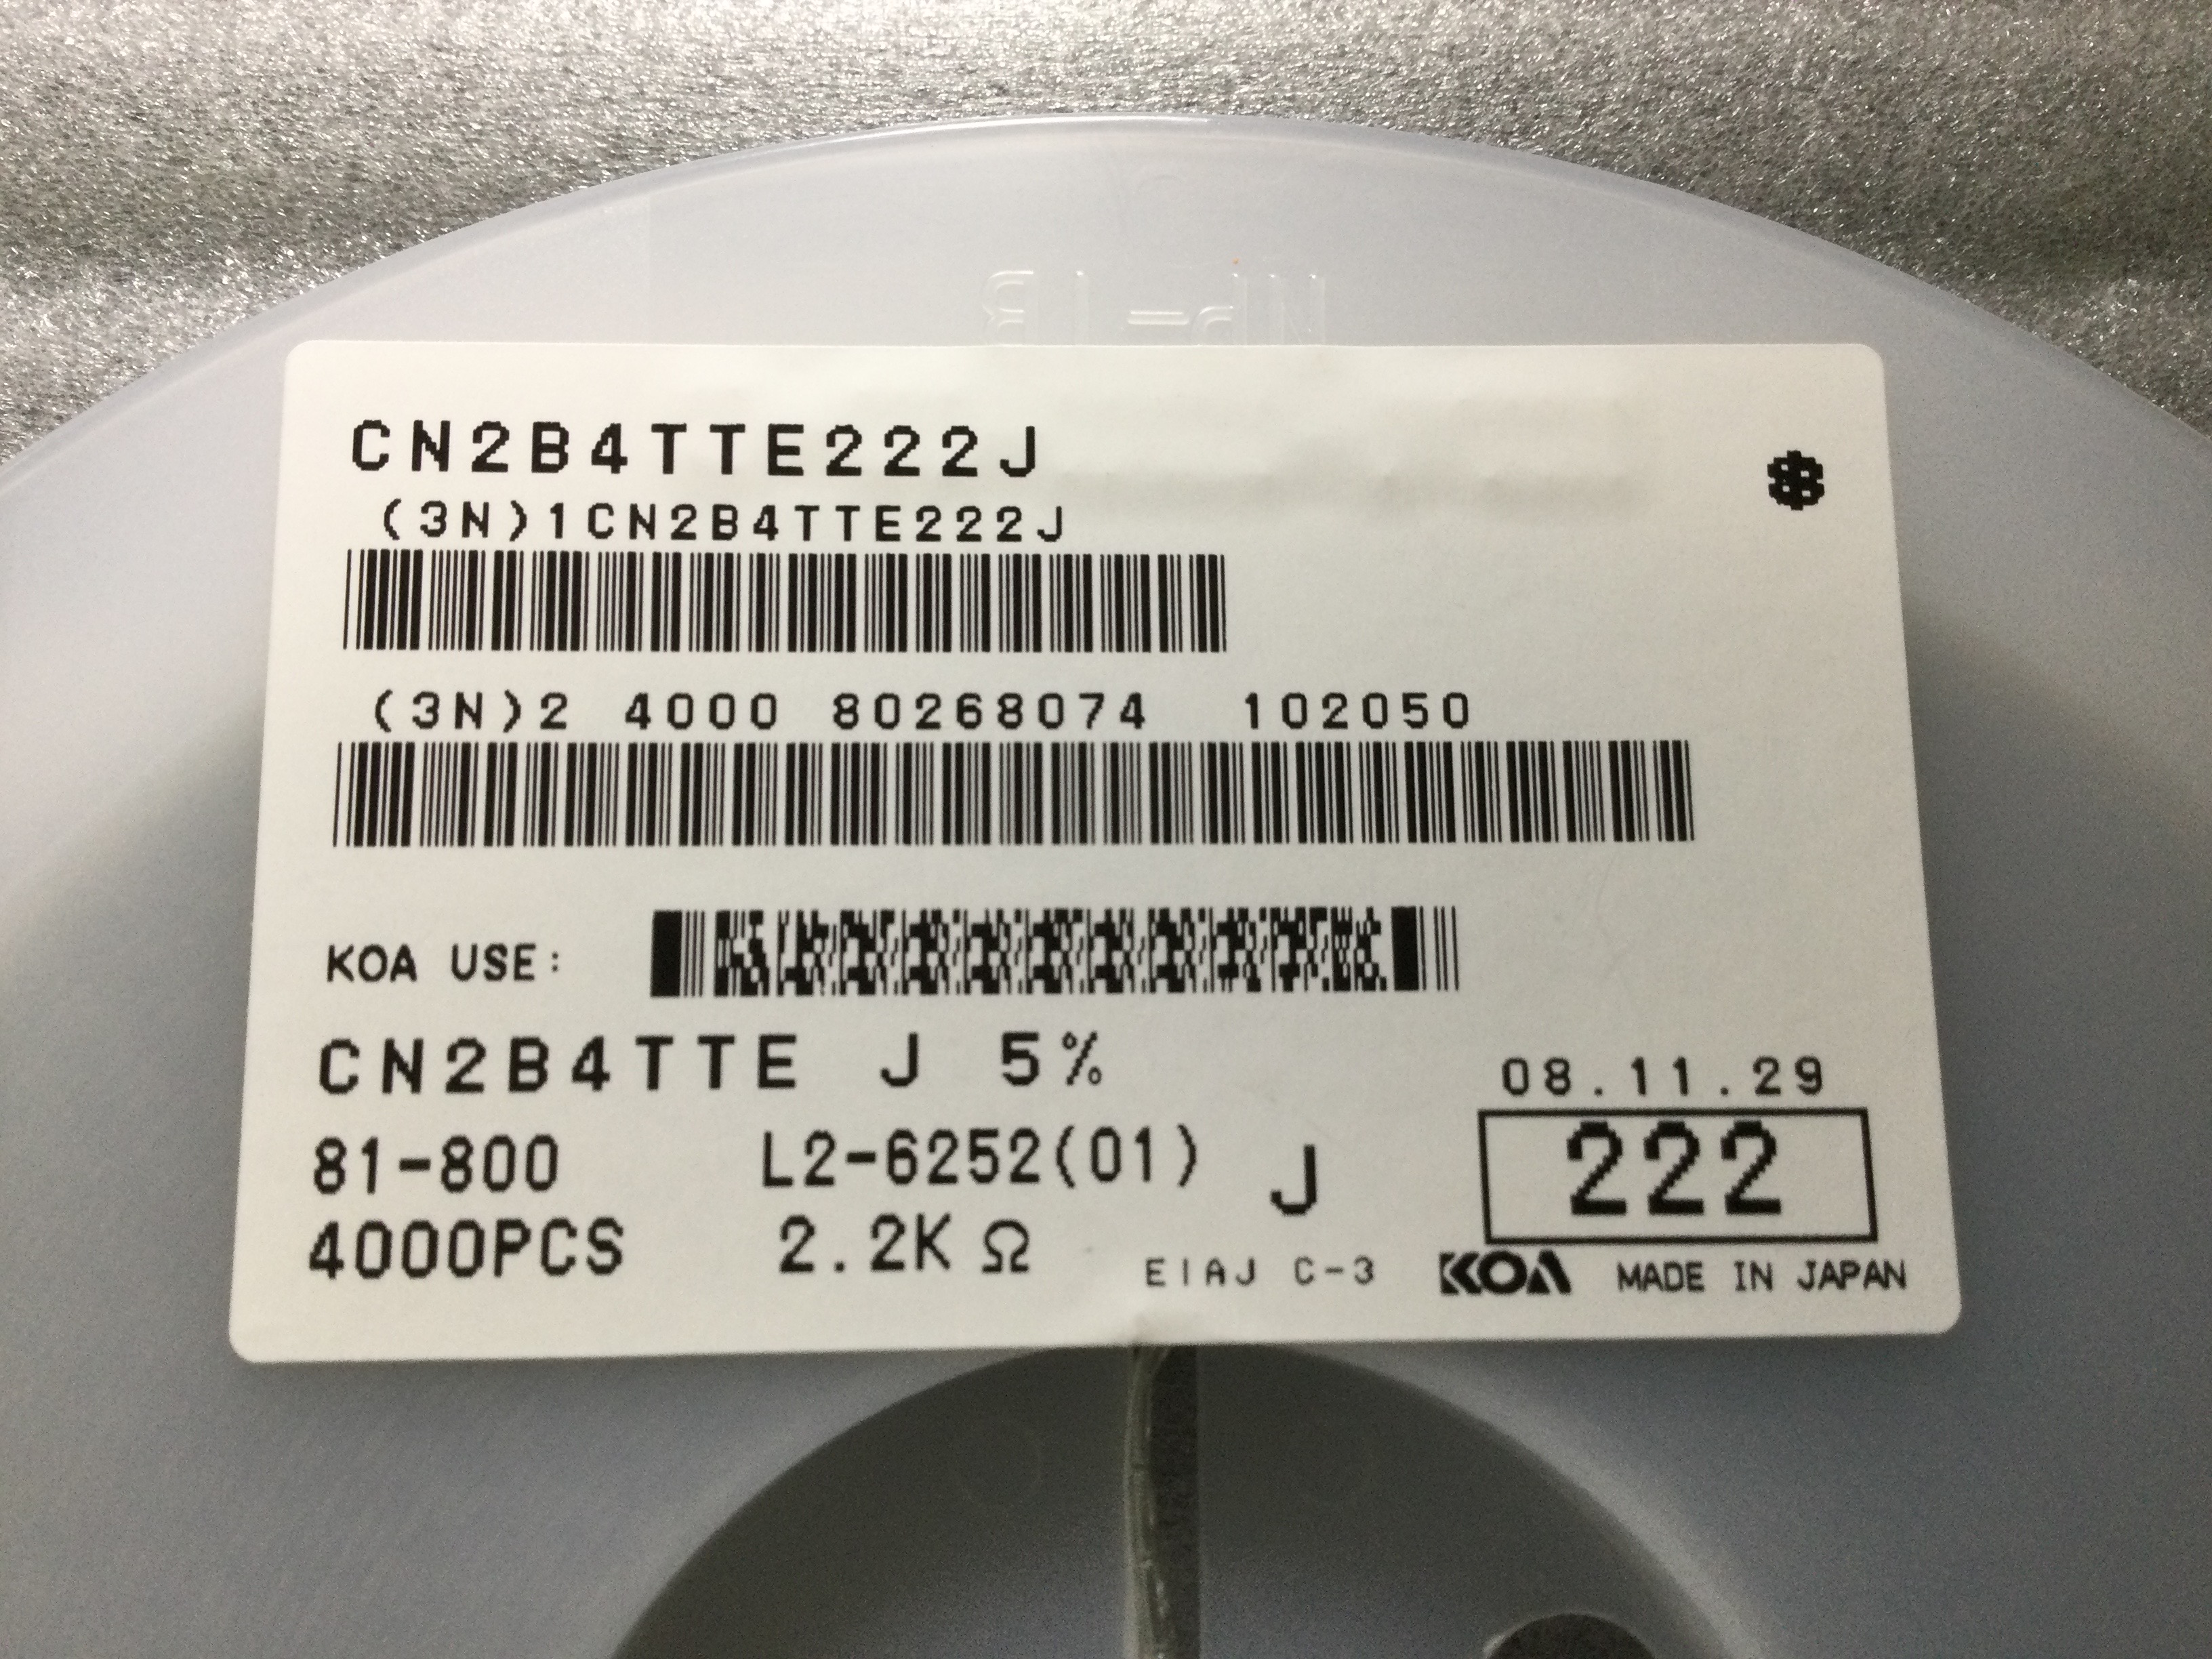 CN2B4TTE222J
(3N)1CN2B4TTE222J
(3N)2 4000 80268074 102050
KOA USE:
CN2B4TTE J 5%
08.11.29
81-800 L2-6252(01) J 222
4000PCS 2.2KΩ EIAJ C-3 KOA MADE IN JAPAN